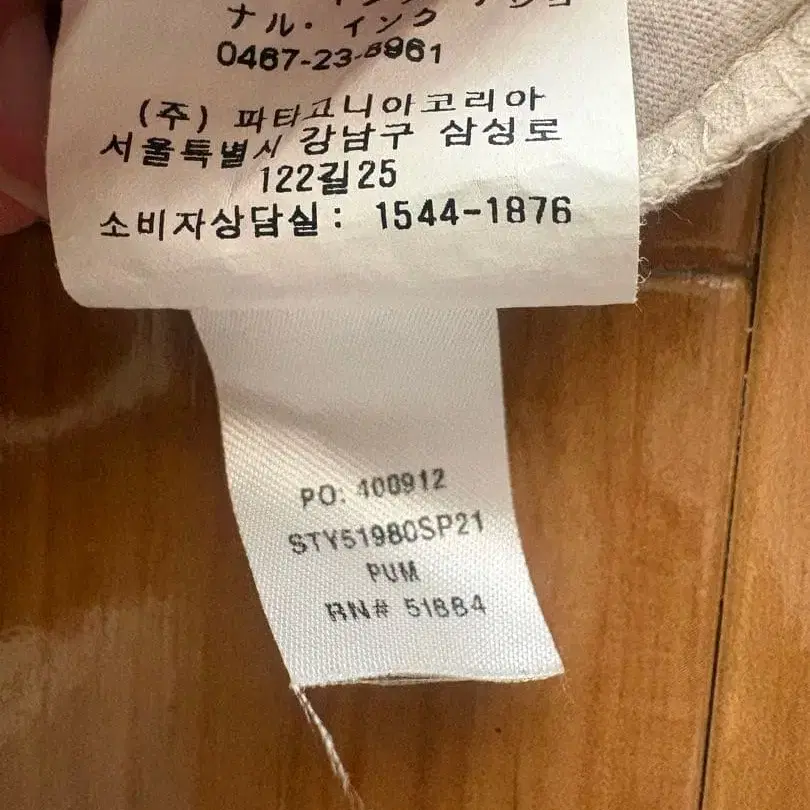 ナル・インク
0467-23-8961
(주) 파타고니아코리아
서울특별시 강남구 삼성로
122길25
소비자상담실: 1544-1876
PO: 400912
STY51980SP21
PUM
RN# 51884